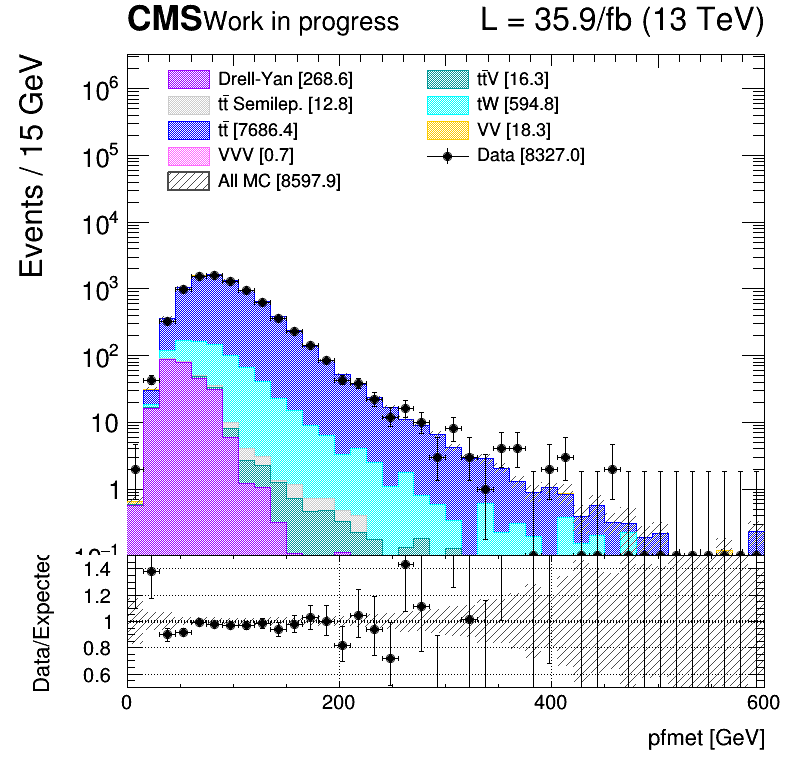 CMS Work in progress L = 35.9/fb (13 TeV)
Events / 15 GeV
Drell-Yan [268.6] tt̄V [16.3]
tt̄ Semilep. [12.8] tW [594.8]
tt̄ [7686.4] VV [18.3]
VVV [0.7] Data [8327.0]
All MC [8597.9]
10⁶
10⁵
10⁴
10³
10²
10
1
10⁻¹
Data/Expected
1.4
1.2
1
0.8
0.6
0 200 400 600
pfmet [GeV]